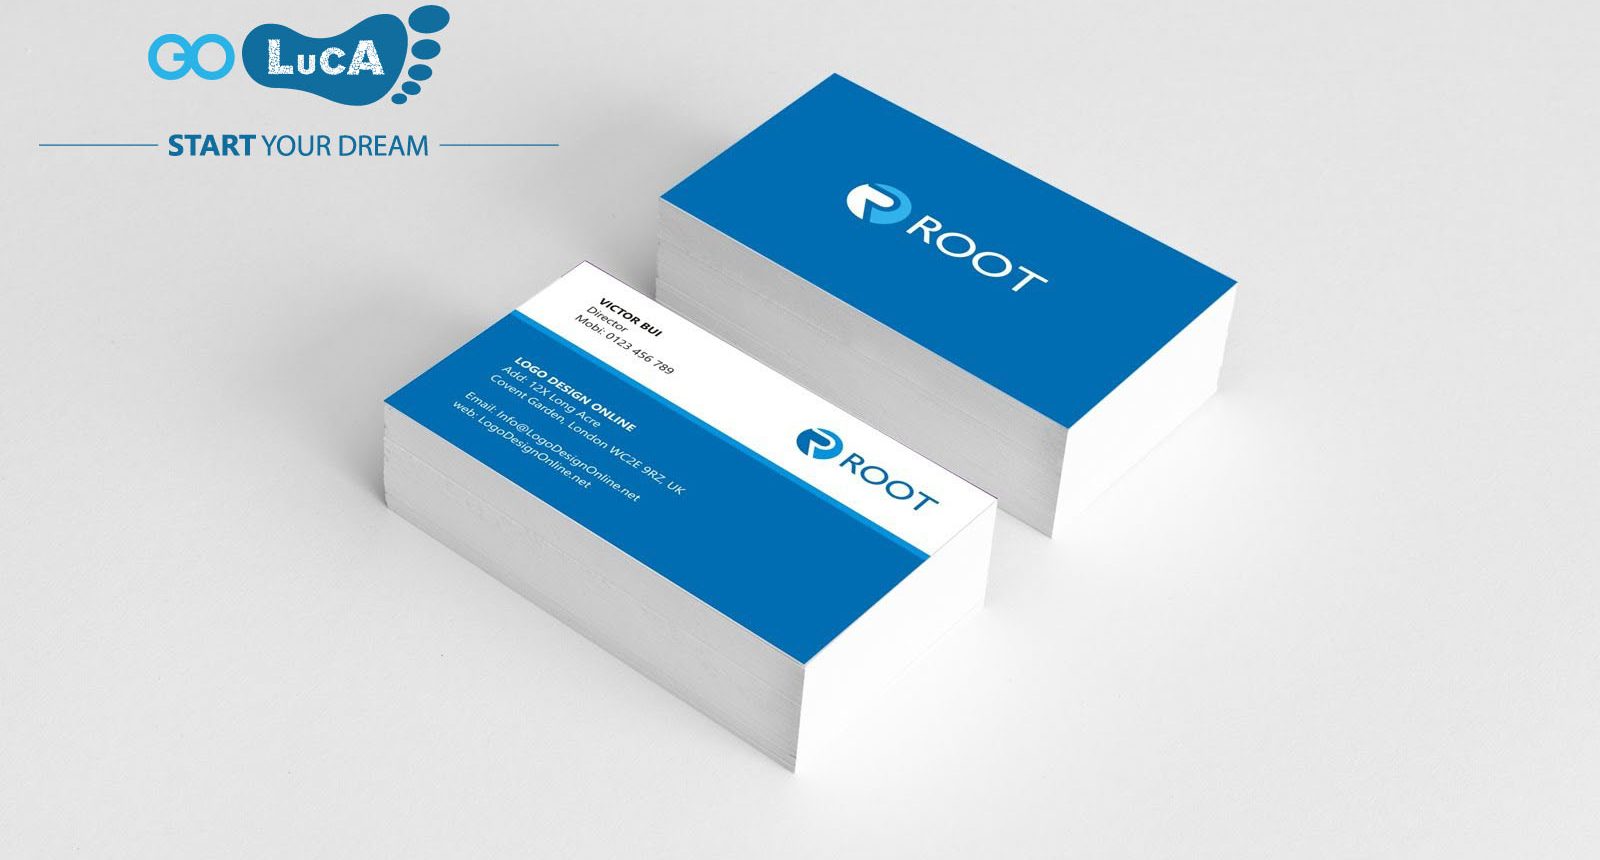 GO LUCA
START YOUR DREAM
ROOT
VICTOR BUI
Director
Mobi: 0123 456 789
LOGO DESIGN ONLINE
Add: 12X Long Acre
Covent Garden, London WC2E 9RZ, UK
Email: Info@LogoDesignOnline.net
web: LogoDesignOnline.net
ROOT